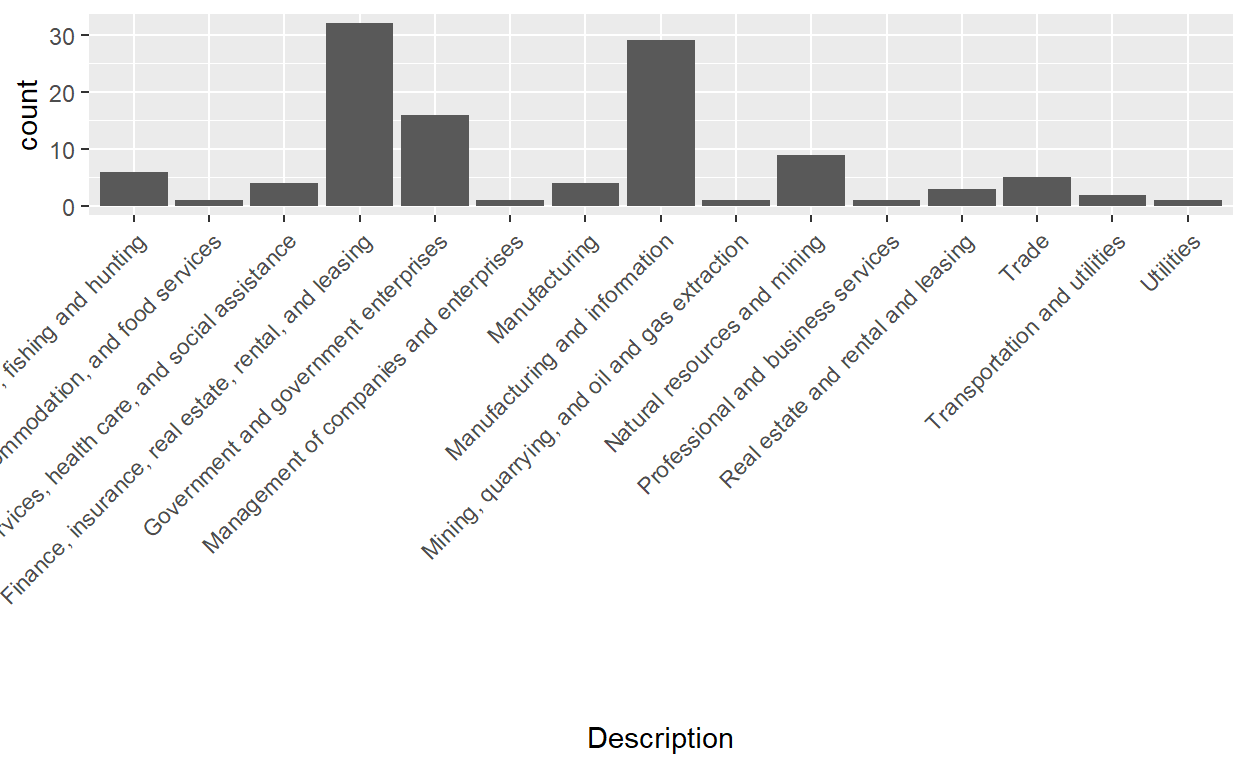 count
30
20
10
0
, fishing and hunting
mmodation, and food services
rvices, health care, and social assistance
Finance, insurance, real estate, rental, and leasing
Government and government enterprises
Management of companies and enterprises
Manufacturing
Manufacturing and information
Mining, quarrying, and oil and gas extraction
Natural resources and mining
Professional and business services
Real estate and rental and leasing
Trade
Transportation and utilities
Utilities
Description